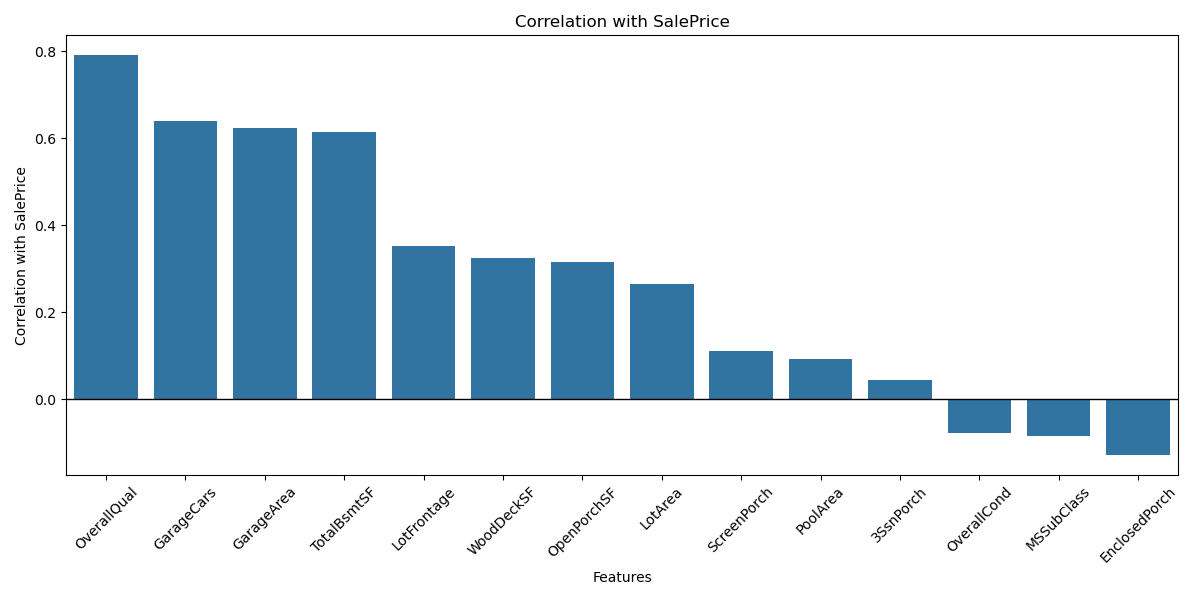 Correlation with SalePrice
Correlation with SalePrice
0.8
0.6
0.4
0.2
0.0
OverallQual
GarageCars
GarageArea
TotalBsmtSF
LotFrontage
WoodDeckSF
OpenPorchSF
LotArea
ScreenPorch
PoolArea
3SsnPorch
OverallCond
MSSubClass
EnclosedPorch
Features